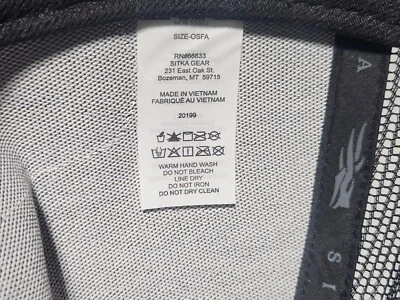 SIZE-OSFA
RN#66633
SITKA GEAR
231 East Oak St.
Bozeman, MT 59715
MADE IN VIETNAM
FABRIQUÉ AU VIETNAM
20199
WARM HAND WASH
DO NOT BLEACH
LINE DRY
DO NOT IRON
DO NOT DRY CLEAN
A
S I